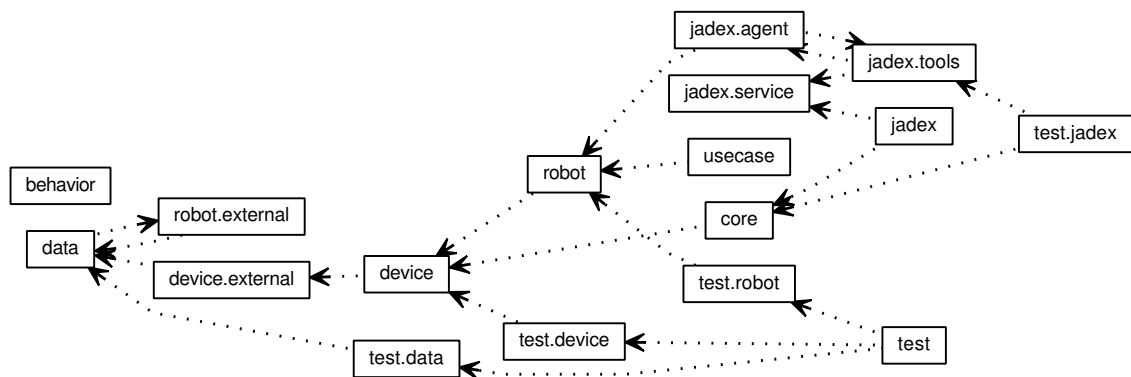 jadex.agent
jadex.tools
jadex.service
jadex
test.jadex
usecase
robot
behavior
robot.external
core
data
device.external
device
test.robot
test.device
test
test.data